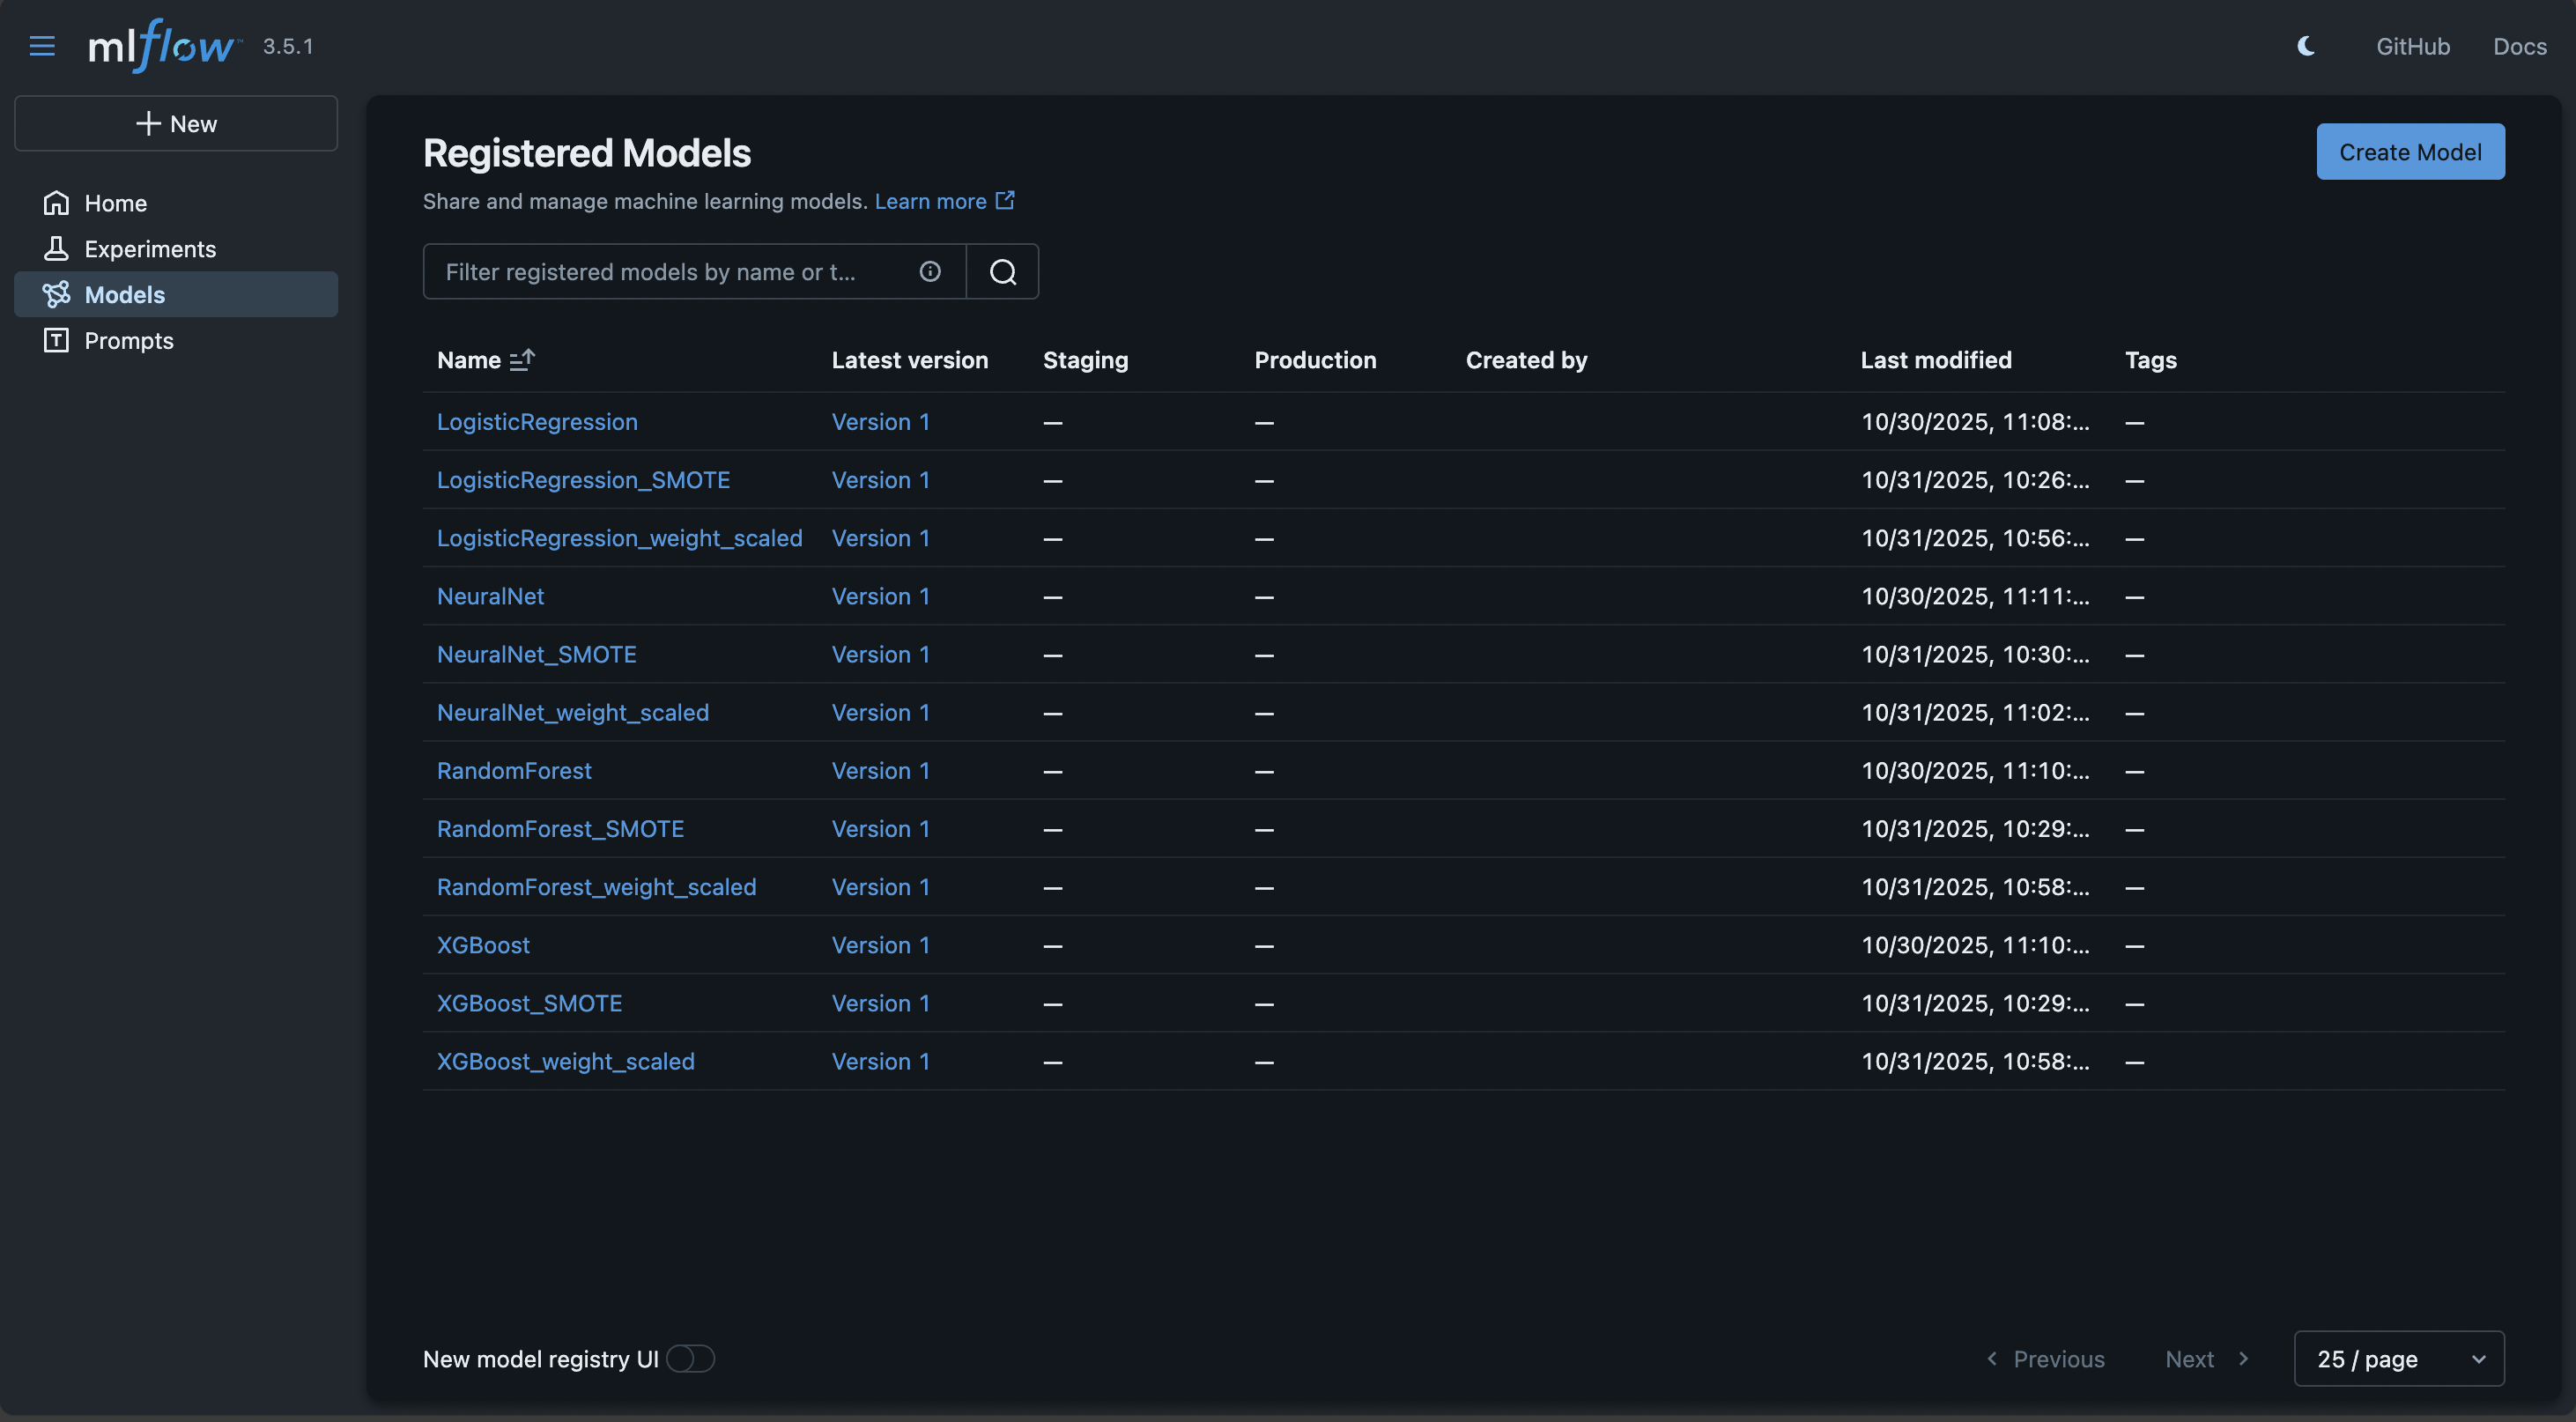 mlflow™ 3.5.1
GitHub Docs
New
Home
Experiments
Models
Prompts
Registered Models
Create Model
Share and manage machine learning models. Learn more
Filter registered models by name or t...
Name Latest version Staging Production Created by Last modified Tags
LogisticRegression Version 1 — — 10/30/2025, 11:08:... —
LogisticRegression_SMOTE Version 1 — — 10/31/2025, 10:26:... —
LogisticRegression_weight_scaled Version 1 — — 10/31/2025, 10:56:... —
NeuralNet Version 1 — — 10/30/2025, 11:11:... —
NeuralNet_SMOTE Version 1 — — 10/31/2025, 10:30:... —
NeuralNet_weight_scaled Version 1 — — 10/31/2025, 11:02:... —
RandomForest Version 1 — — 10/30/2025, 11:10:... —
RandomForest_SMOTE Version 1 — — 10/31/2025, 10:29:... —
RandomForest_weight_scaled Version 1 — — 10/31/2025, 10:58:... —
XGBoost Version 1 — — 10/30/2025, 11:10:... —
XGBoost_SMOTE Version 1 — — 10/31/2025, 10:29:... —
XGBoost_weight_scaled Version 1 — — 10/31/2025, 10:58:... —
New model registry UI
Previous Next 25 / page